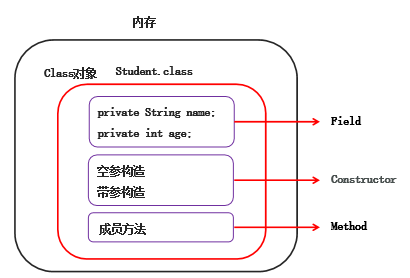 内存
Class对象 Student.class
private String name;
private int age;
Field
空参构造
带参构造
Constructor
成员方法
Method